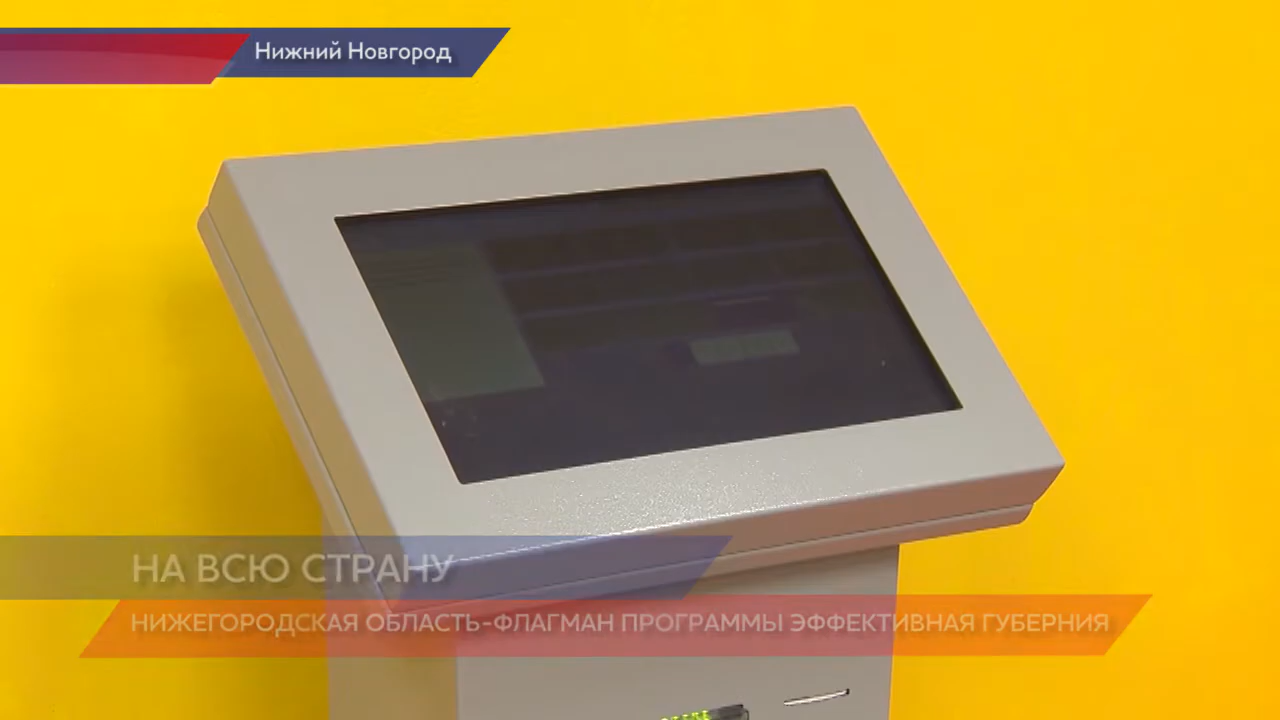 Нижний Новгород
НА ВСЮ СТРАНУ
НИЖЕГОРОДСКАЯ ОБЛАСТЬ-ФЛАГМАН ПРОГРАММЫ ЭФФЕКТИВНАЯ ГУБЕРНИЯ